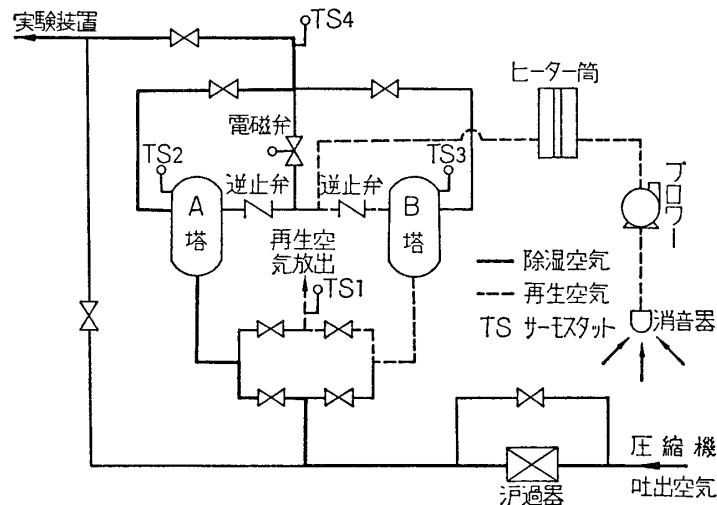 実験装置
TS4
ヒーター筒
電磁弁
TS2
逆止弁
逆止弁
TS3
A
塔
B
塔
ブロワー
再生空
気放出
除湿空気
再生空気
TS サーモスタット
TS1
消音器
圧縮機
吐出空気
沪過器